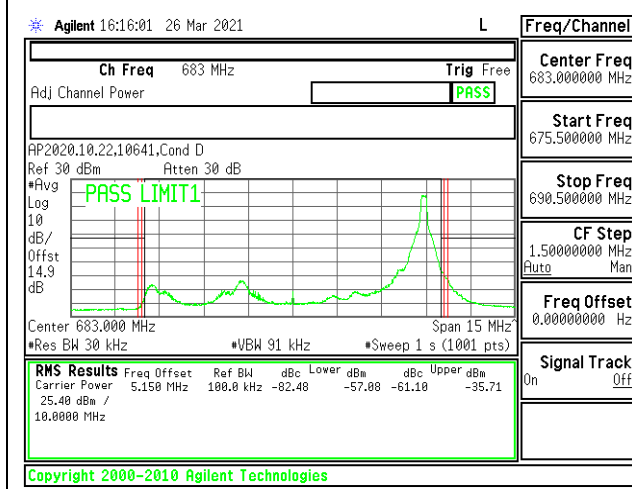 Agilent 16:16:01 26 Mar 2021 L
Ch Freq 683 MHz Trig Free
Adj Channel Power PASS
AP2020.10.22,10641,Cond D
Ref 30 dBm Atten 30 dB
#Avg
Log
10
dB/
Offst
14.9
dB
PASS LIMIT1
Center 683.000 MHz Span 15 MHz^
#Res BW 30 kHz #VBW 91 kHz #Sweep 1 s (1001 pts)
RMS Results Freq Offset Ref BW dBc Lower dBm dBc Upper dBm
Carrier Power 5.150 MHz 100.0 kHz -82.48 -57.08 -61.10 -35.71
25.40 dBm /
10.0000 MHz
Copyright 2000-2010 Agilent Technologies
Freq/Channel
Center Freq
683.000000 MHz
Start Freq
675.500000 MHz
Stop Freq
690.500000 MHz
CF Step
1.50000000 MHz
Auto Man
Freq Offset
0.00000000 Hz
Signal Track
On Off